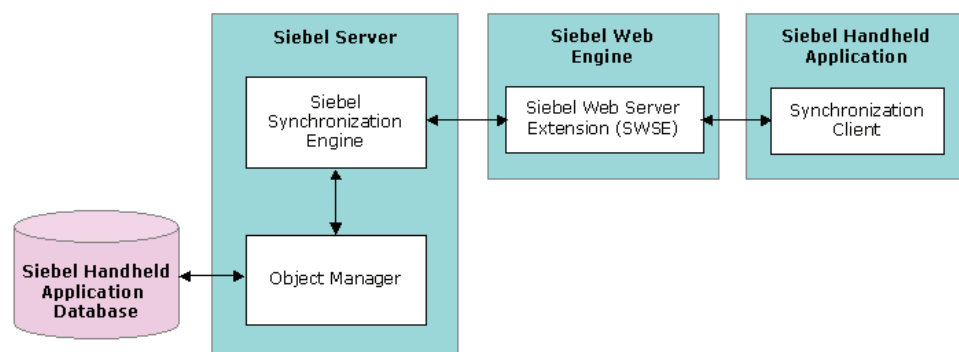 Siebel Server
Siebel
Synchronization
Engine
Object Manager
Siebel Handheld
Application
Database
Siebel Web
Engine
Siebel Web Server
Extension (SWSE)
Siebel Handheld
Application
Synchronization
Client